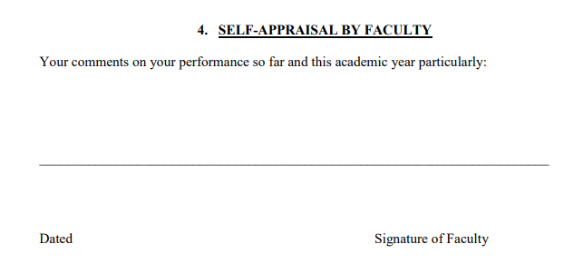 4. SELF-APPRAISAL BY FACULTY
Your comments on your performance so far and this academic year particularly:
Dated Signature of Faculty